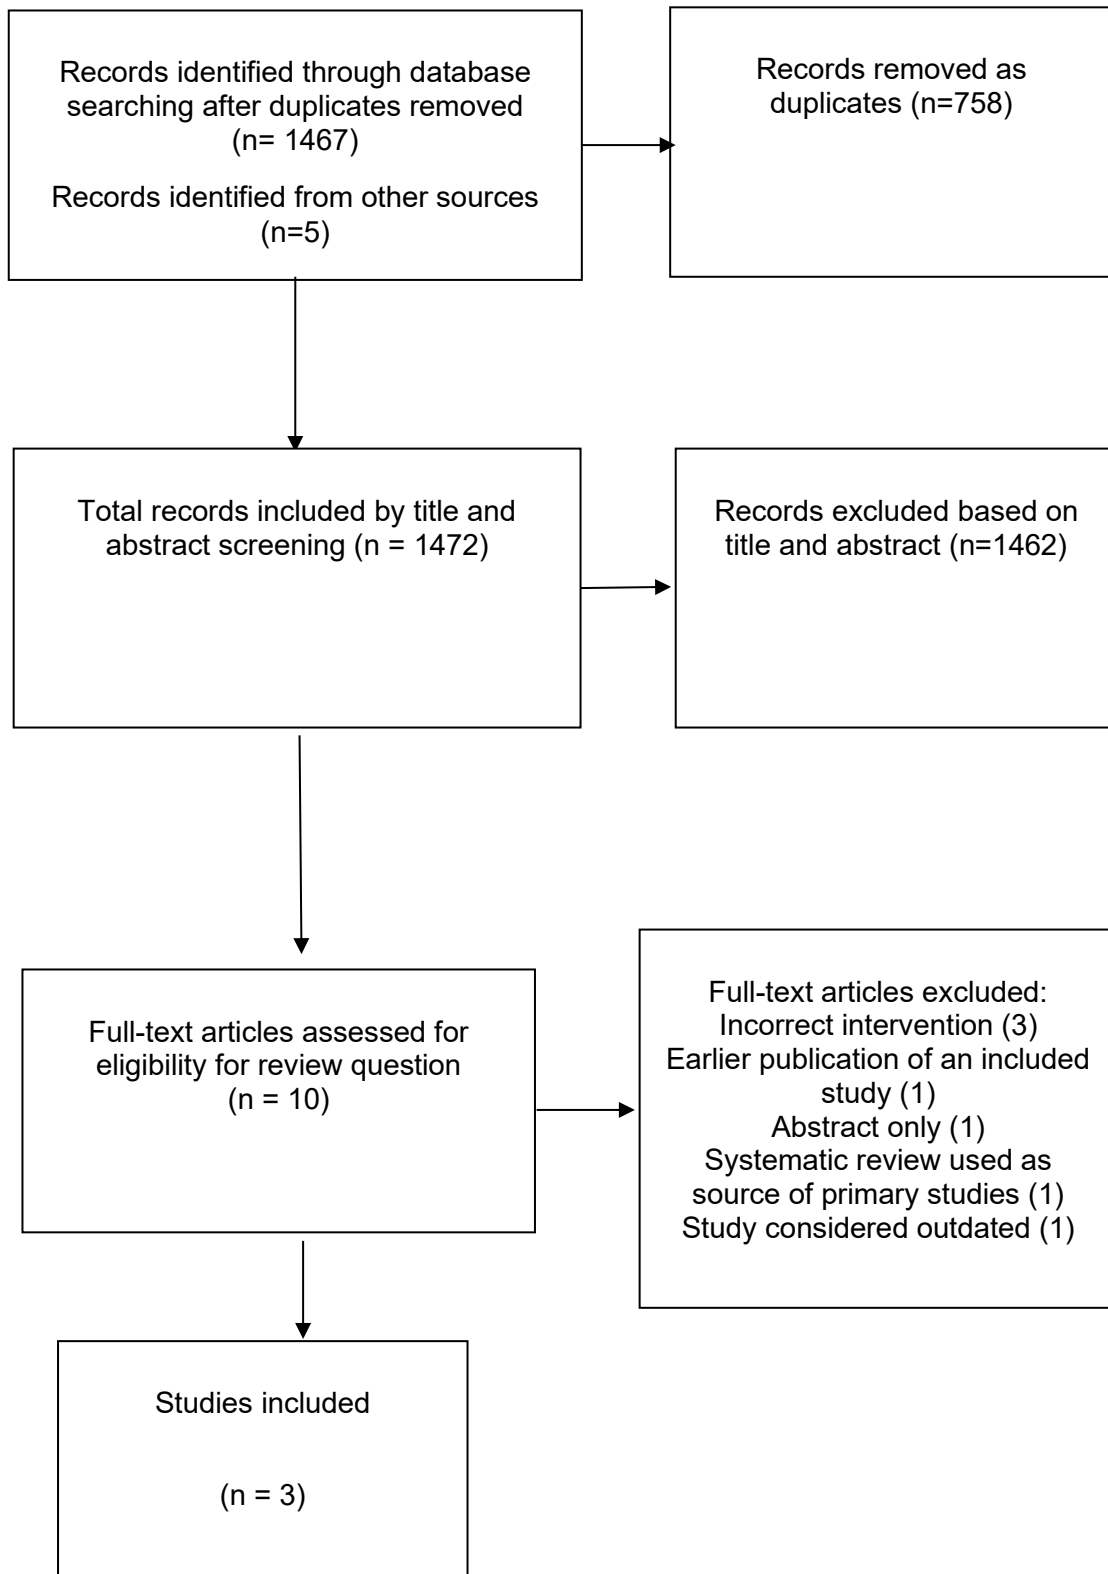 Records identified through database
searching after duplicates removed
(n= 1467)
Records identified from other sources
(n=5)
Records removed as
duplicates (n=758)
Total records included by title and
abstract screening (n = 1472)
Records excluded based on
title and abstract (n=1462)
Full-text articles assessed for
eligibility for review question
(n = 10)
Full-text articles excluded:
Incorrect intervention (3)
Earlier publication of an included
study (1)
Abstract only (1)
Systematic review used as
source of primary studies (1)
Study considered outdated (1)
Studies included
(n = 3)